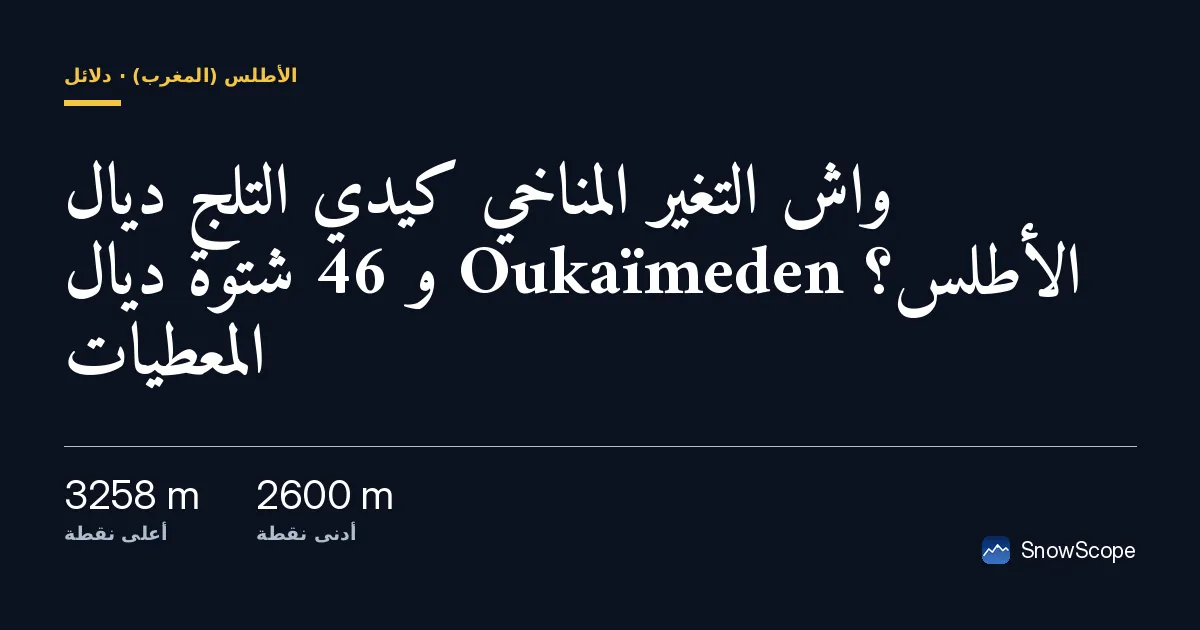 الأطلس (المغرب) · دلائل
واش التغير المناخي كيدي التلج ديال
الأطلس؟ Oukaïmeden و 46 شتوة ديال
المعطيات
3258 m
أعلى نقطة
2600 m
أدنى نقطة
SnowScope